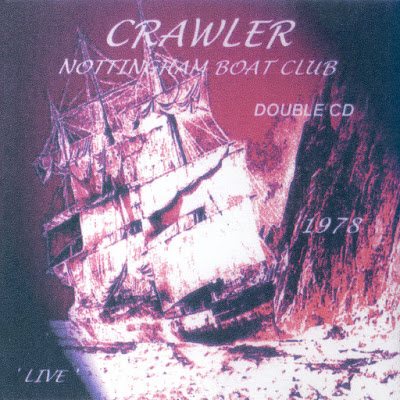 CRAWLER
NOTTINGHAM BOAT CLUB
DOUBLE CD
1978
' LIVE '